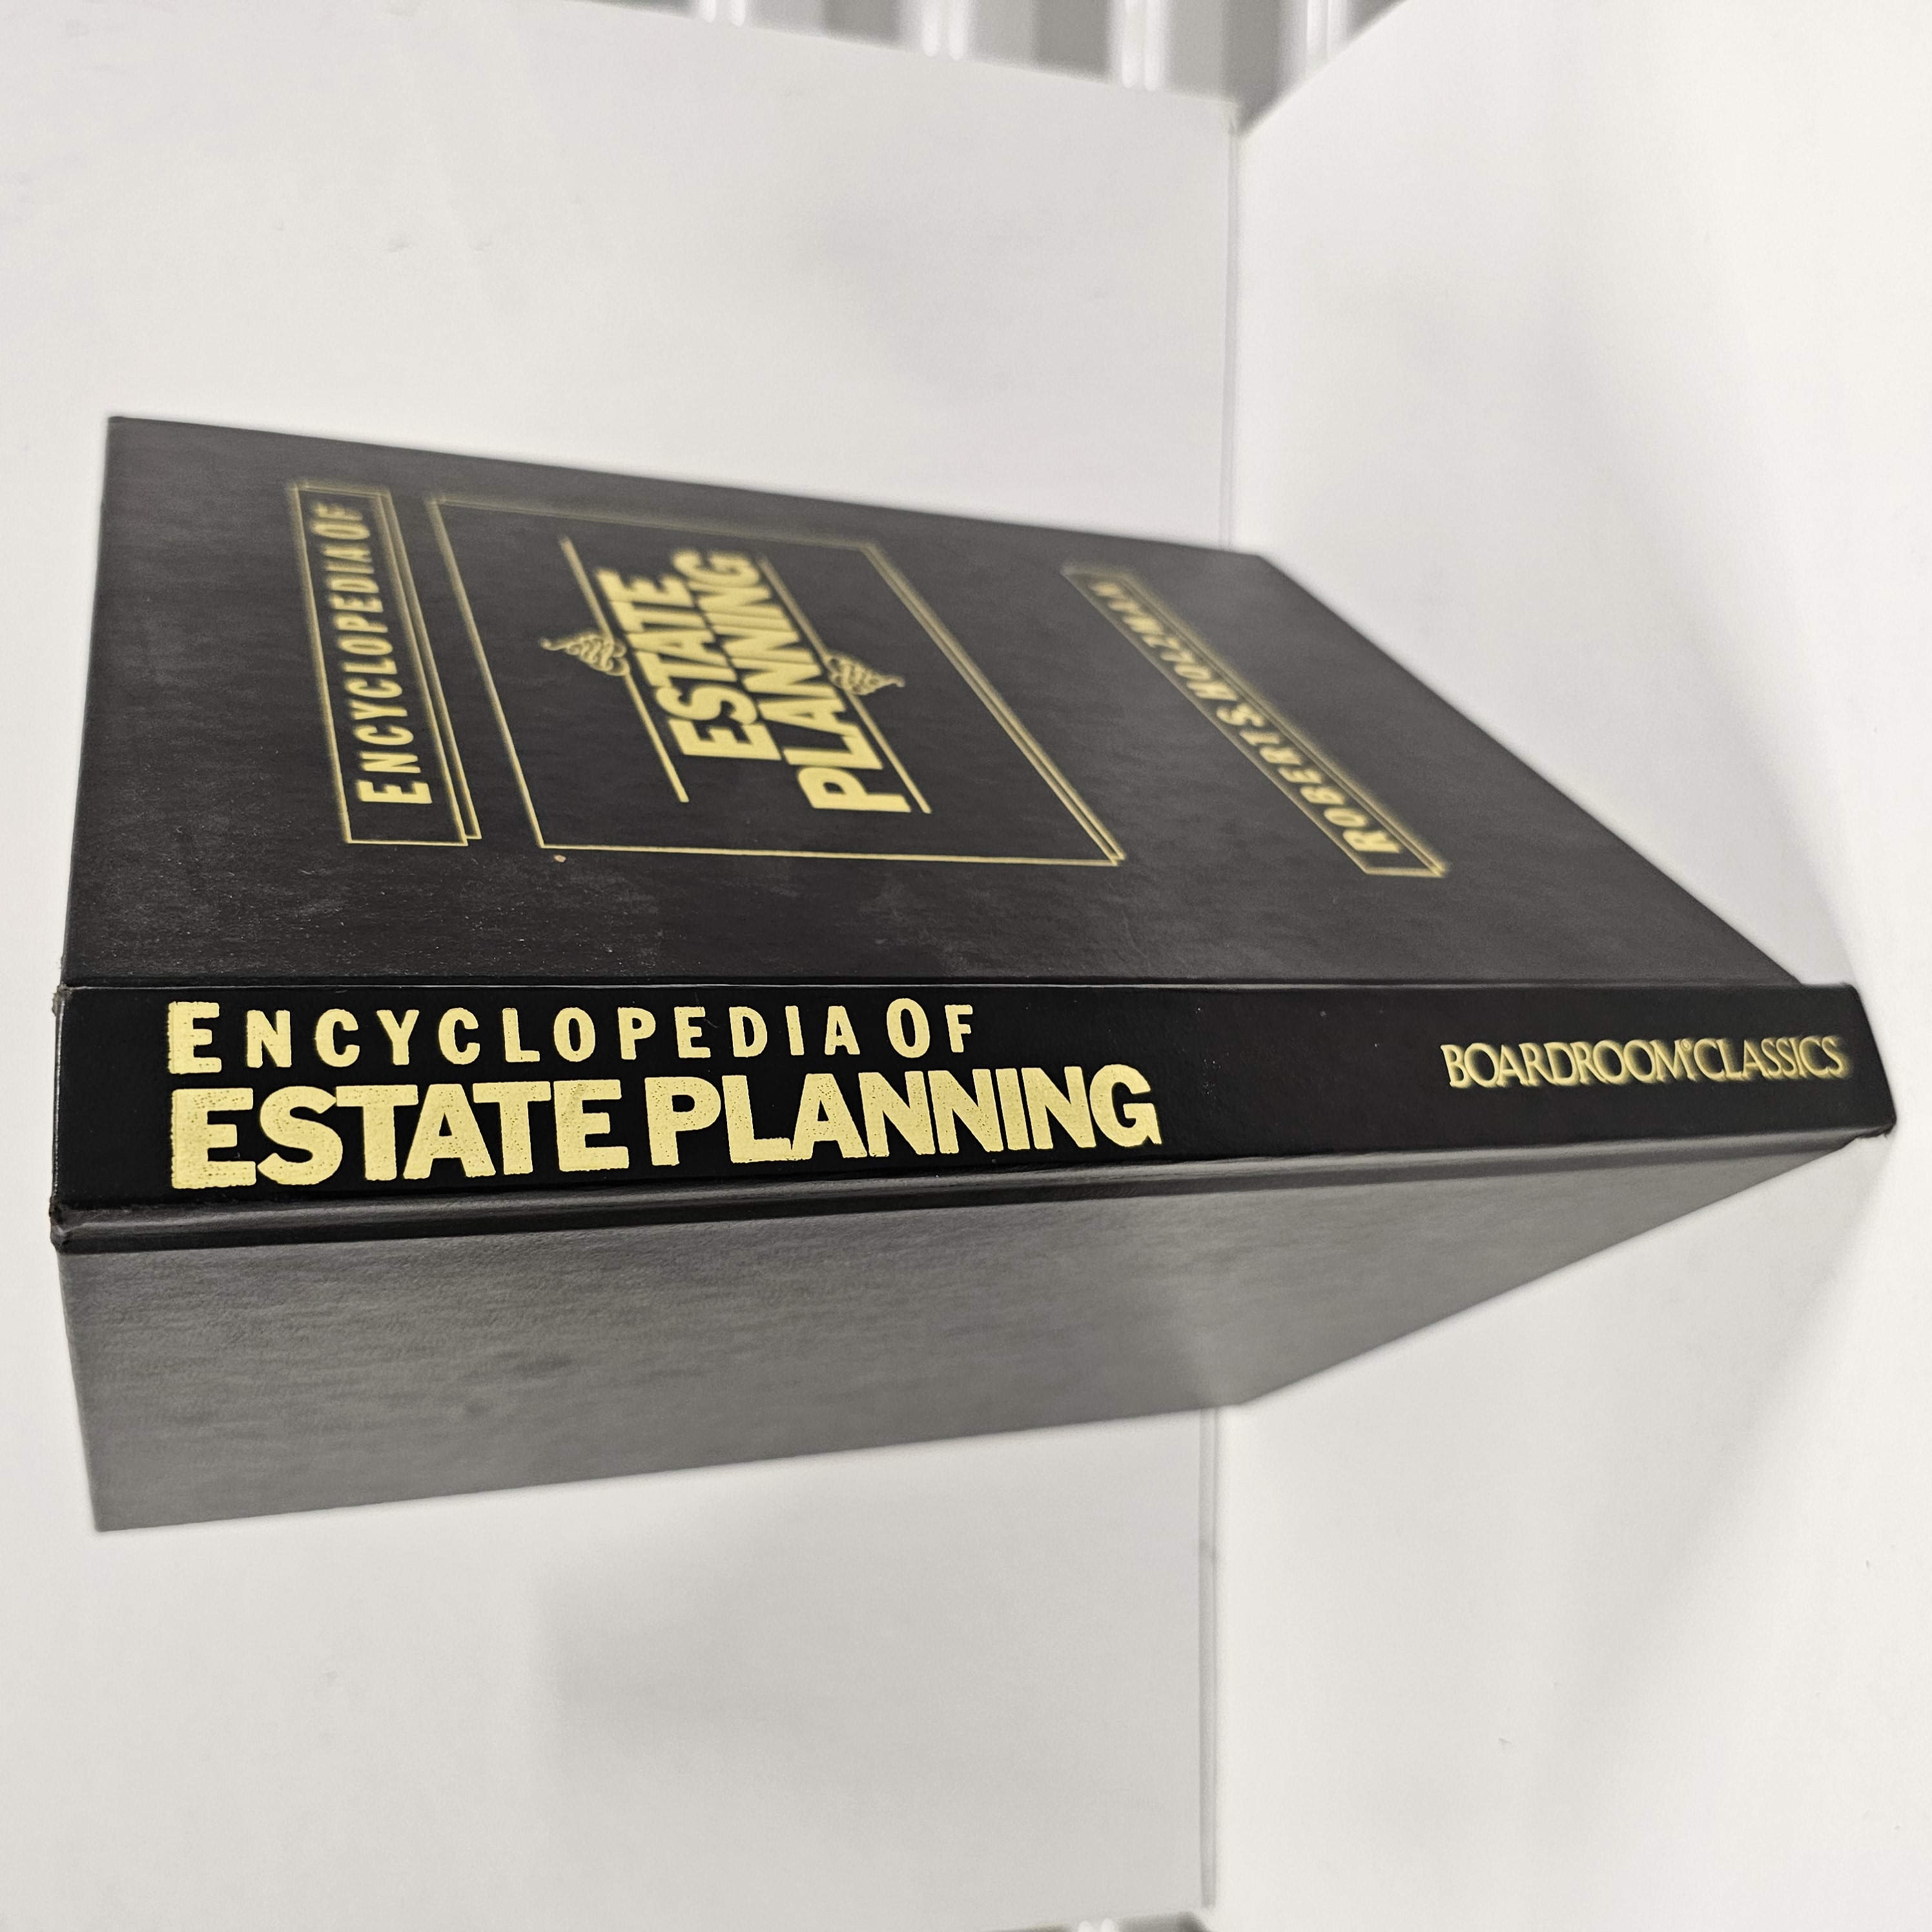 ENCYCLOPEDIA OF
ESTATE PLANNING
BOARDROOM® CLASSICS
ENCYCLOPEDIA OF
ESTATE
PLANNING
ROBERT S. HOLZMAN